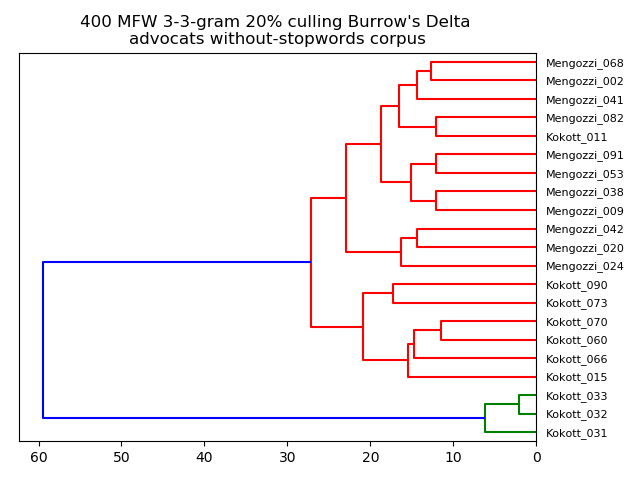 400 MFW 3-3-gram 20% culling Burrow's Delta
advocats without-stopwords corpus
Mengozzi_068
Mengozzi_002
Mengozzi_041
Mengozzi_082
Kokott_011
Mengozzi_091
Mengozzi_053
Mengozzi_038
Mengozzi_009
Mengozzi_042
Mengozzi_020
Mengozzi_024
Kokott_090
Kokott_073
Kokott_070
Kokott_060
Kokott_066
Kokott_015
Kokott_033
Kokott_032
Kokott_031
60 50 40 30 20 10 0